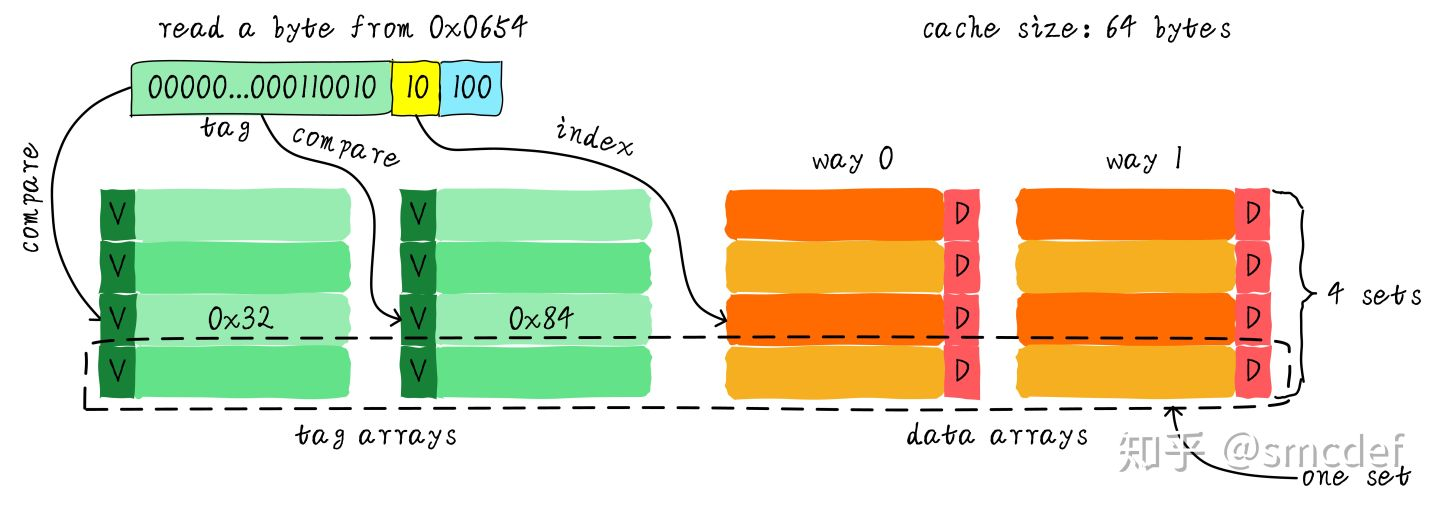 read a byte from 0x0654
cache size: 64 bytes
00000...000110010 10 100
tag
compare
compare
index
way 0
way 1
V V D D
V V D D
V 0x32 V 0x84 D D
V V D D
4 sets
tag arrays
data arrays
知乎 @smcdef
one set